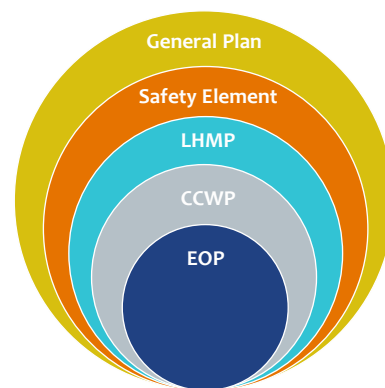 General Plan
Safety Element
LHMP
CCWP
EOP